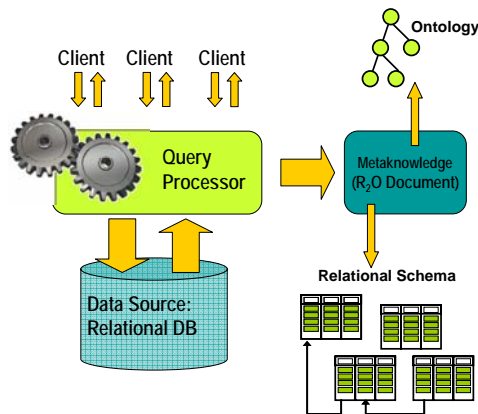 Ontology
Client Client Client
Query
Processor
Metaknowledge
(R₂O Document)
Relational Schema
Data Source:
Relational DB